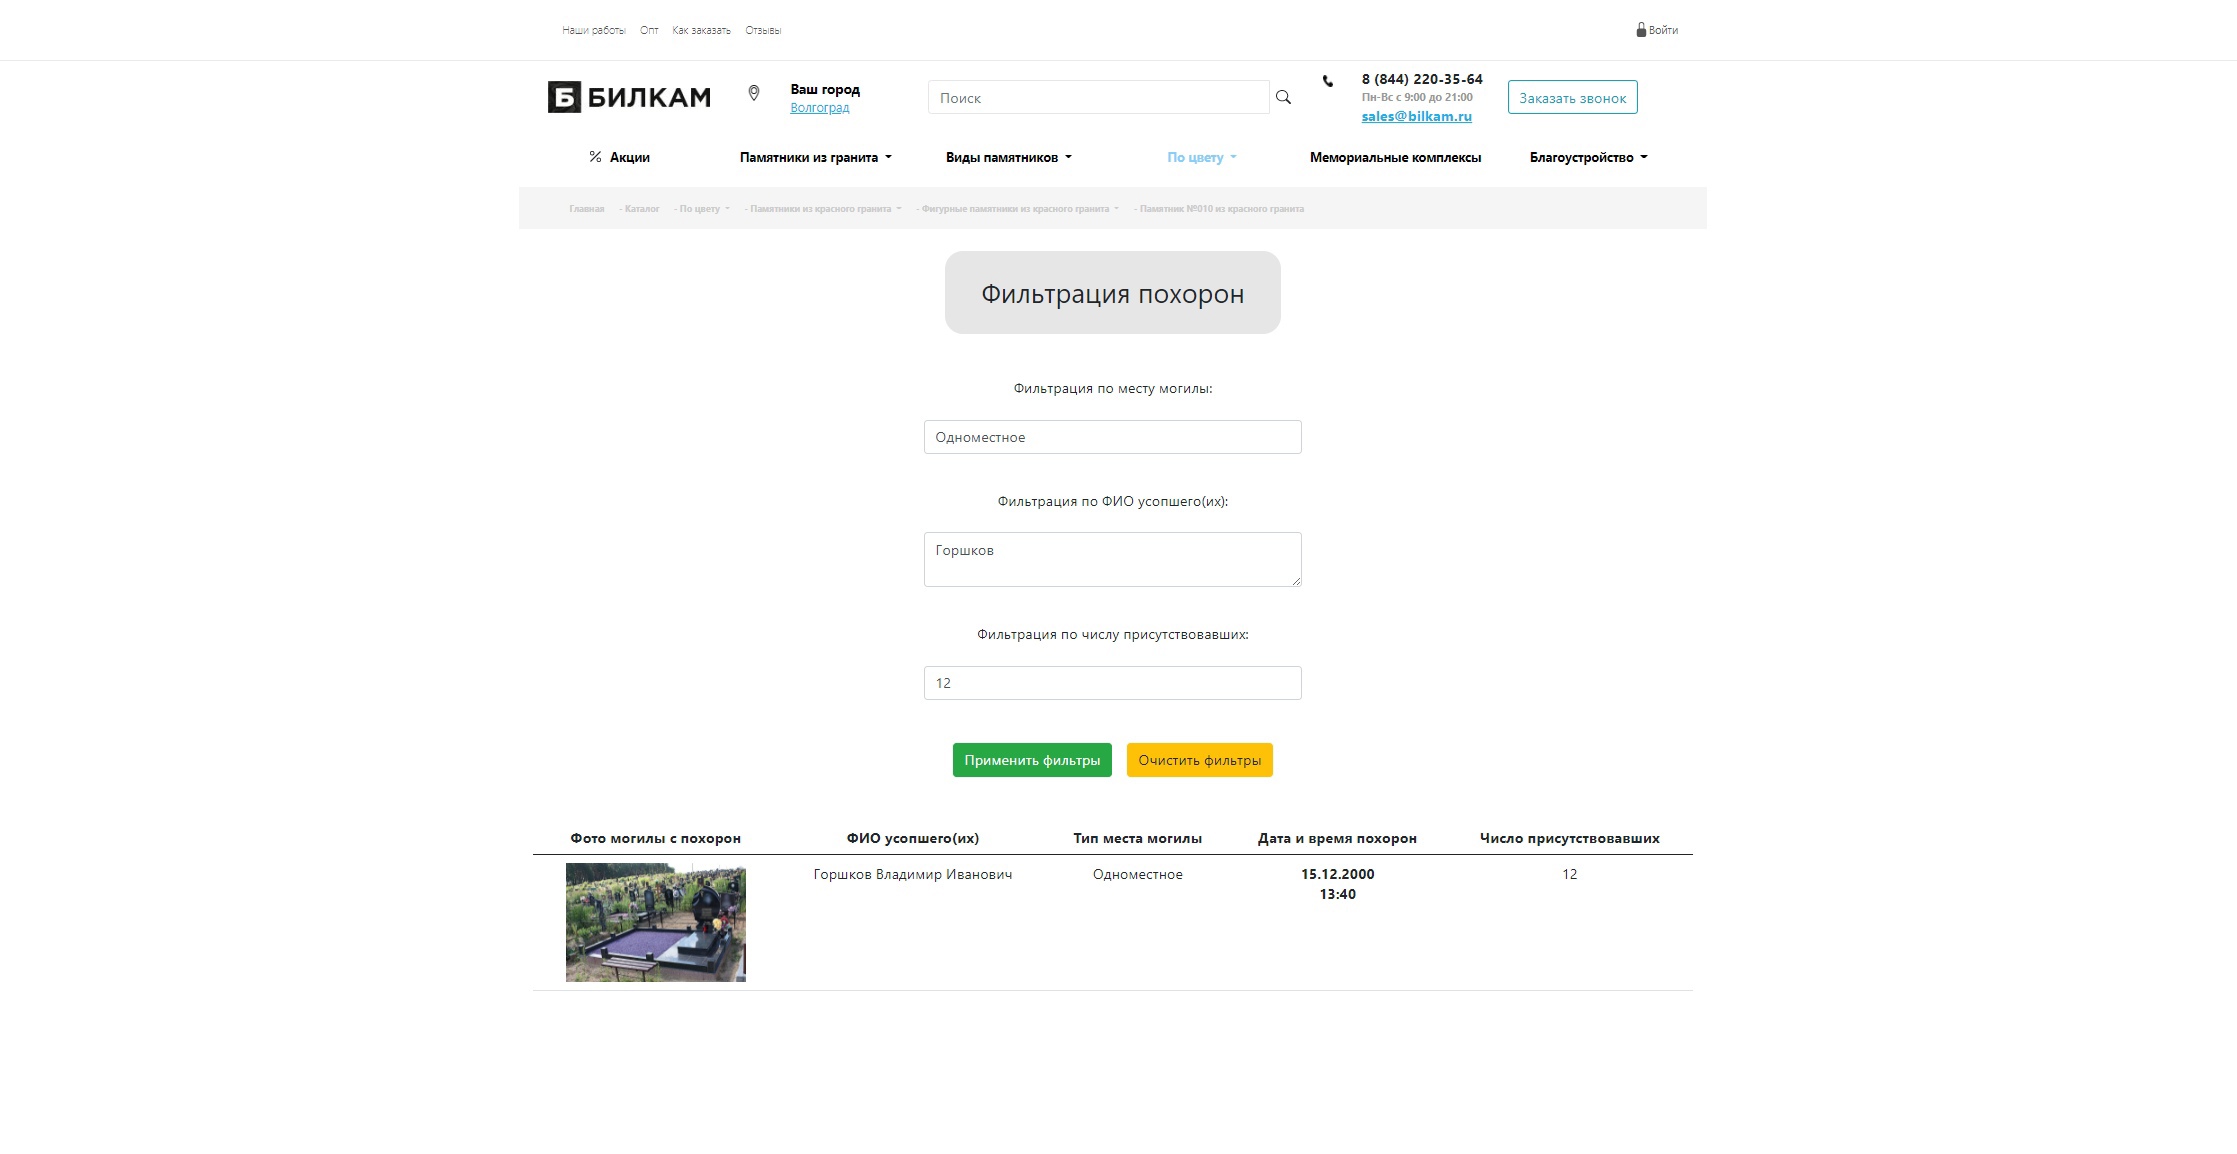 Наши работы Опт Как заказать Отзывы Войти
Б БИЛКАМ
Ваш город
Волгоград
Поиск
8 (844) 220-35-64
Пн-Вс с 9:00 до 21:00
sales@bilkam.ru
Заказать звонок
% Акции Памятники из гранита Виды памятников По цвету Мемориальные комплексы Благоустройство
Главная - Каталог - По цвету - Памятники из красного гранита - Фигурные памятники из красного гранита - Памятник №010 из красного гранита
Фильтрация похорон
Фильтрация по месту могилы:
Одноместное
Фильтрация по ФИО усопшего(их):
Горшков
Фильтрация по числу присутствовавших:
12
Применить фильтры Очистить фильтры
Фото могилы с похорон ФИО усопшего(их) Тип места могилы Дата и время похорон Число присутствовавших
Горшков Владимир Иванович Одноместное 15.12.2000 12
13:40